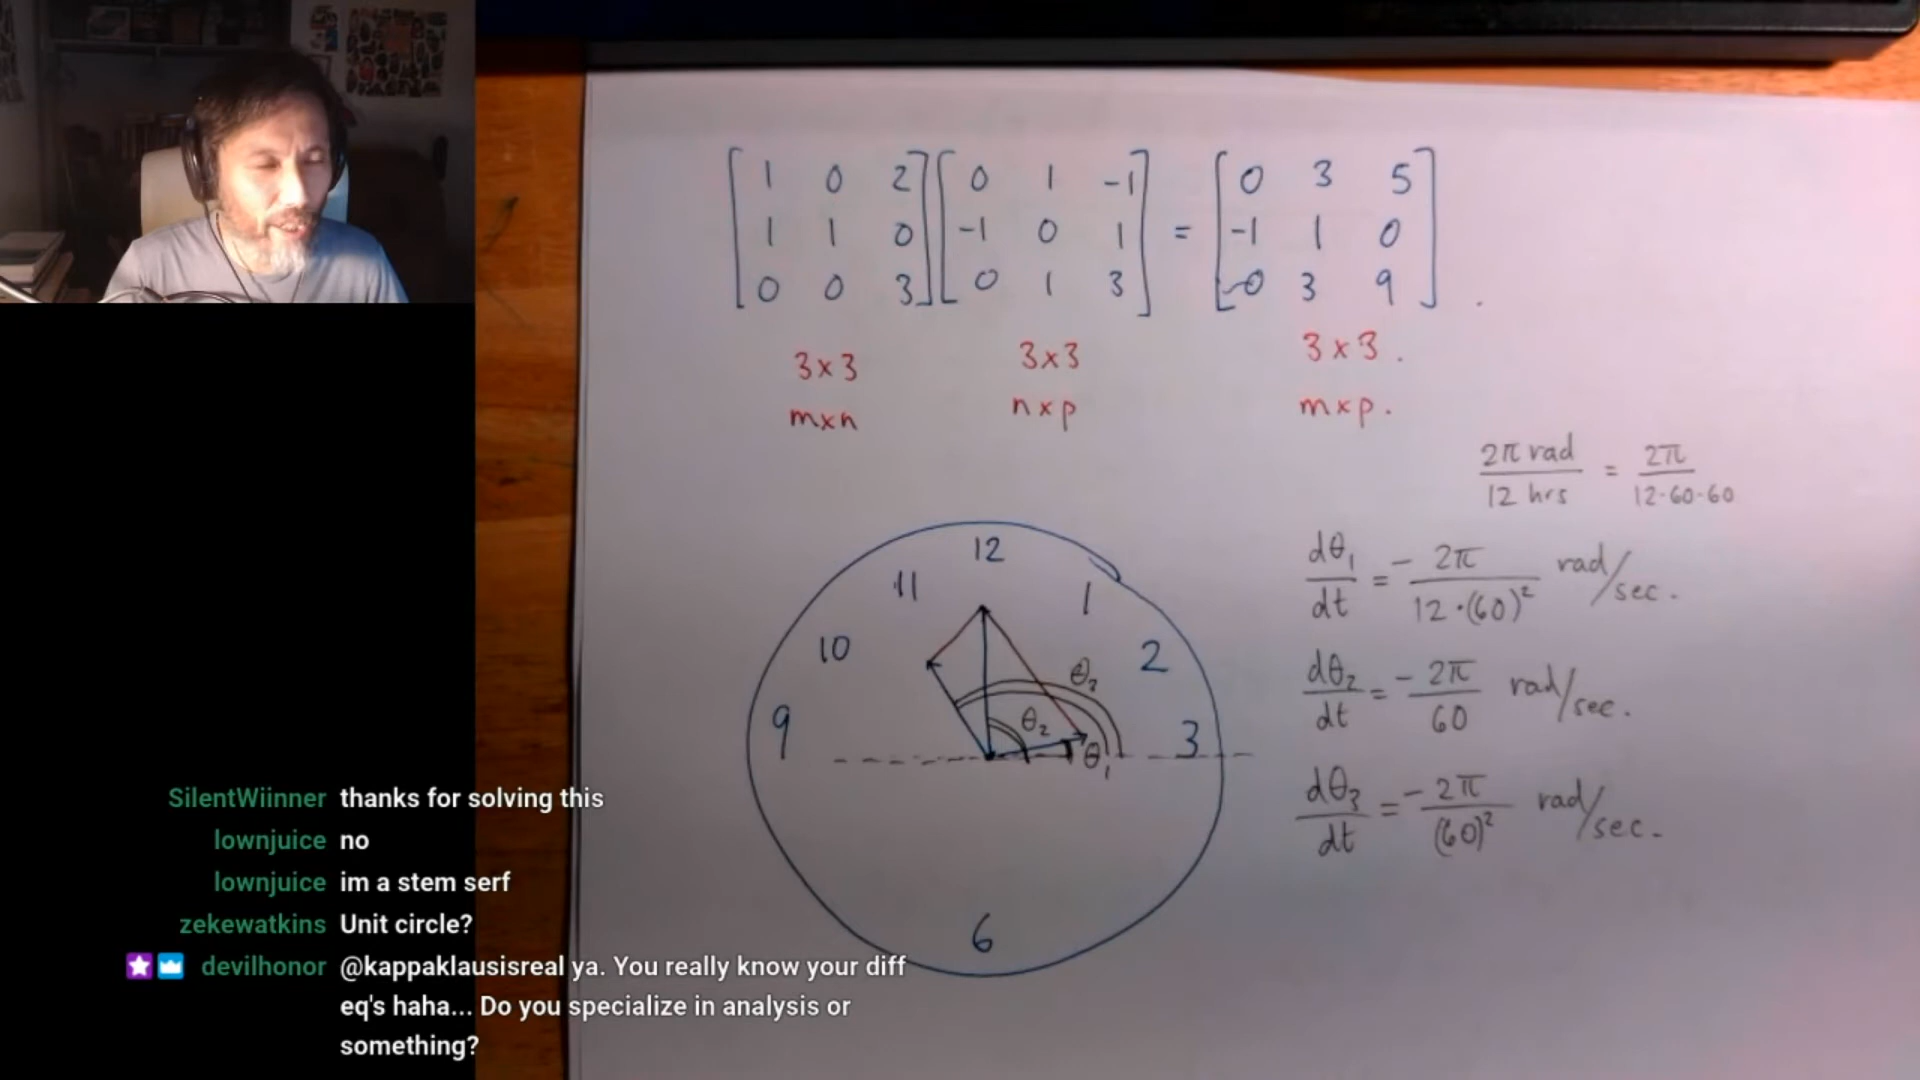 [1 0 2] [0 1 -1] [0 3 5]
[1 1 0] [-1 0 1] = [-1 1 0]
[0 0 3] [0 1 3] [-0 3 9] .
3x3 3x3 3x3 .
mxn nxp mxp .
2π rad / 12 hrs = 2π / 12·60·60
dθ₁/dt = -2π / 12·(60)² rad/sec.
dθ₂/dt = -2π / 60 rad/sec.
dθ₃/dt = -2π / (60)² rad/sec.
12
11 1
10 2
9 3
6
θ₂
θ₁
SilentWiinner thanks for solving this
lownjuice no
lownjuice im a stem serf
zekewatkins Unit circle?
devilhonor @kappaklausisreal ya. You really know your diff
eq's haha... Do you specialize in analysis or
something?